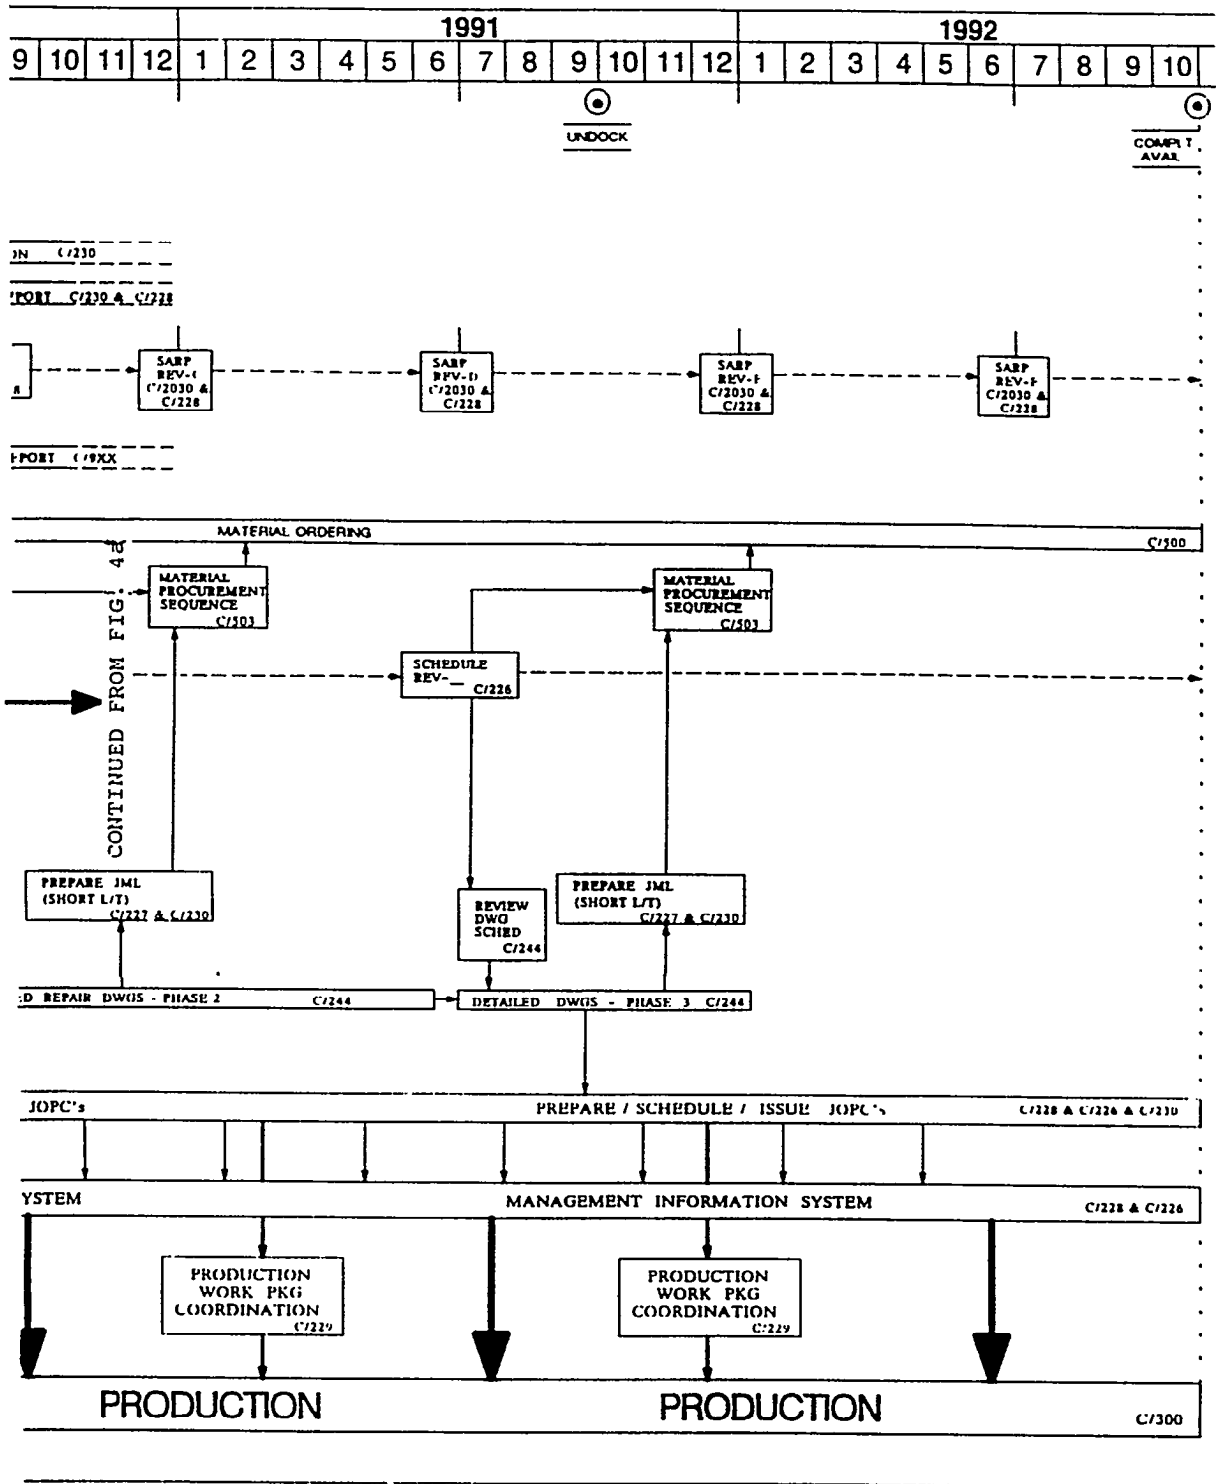 1991
1992
9 10 11 12 1 2 3 4 5 6 7 8 9 10 11 12 1 2 3 4 5 6 7 8 9 10
UNDOCK
COMPLT
AVAIL
ON C/230
PORT C/230 & C/228
SARP
REV-C
C/2030 &
C/228
SARP
REV-D
C/2030 &
C/228
SARP
C/2030 &
C/228
SARP
REV-F
C/2030 &
C/228
PORT C/9XX
MATERIAL ORDERING
C/500
CONTINUED FROM FIG. 4a
MATERIAL
PROCUREMENT
SEQUENCE
C/503
MATERIAL
PROCUREMENT
SEQUENCE
C/503
SCHEDULE
REV-__
C/226
PREPARE JML
(SHORT L/T)
C/227 & C/230
REVIEW
DWG
SCHED
C/244
PREPARE JML
(SHORT L/T)
C/227 & C/230
ED REPAIR DWGS - PHASE 2 C/244
DETAILED DWGS - PHASE 3 C/244
JOPC's
PREPARE / SCHEDULE / ISSUE JOPC's
C/228 & C/226 & C/230
YSTEM
MANAGEMENT INFORMATION SYSTEM
C/228 & C/226
PRODUCTION
WORK PKG
COORDINATION
C/229
PRODUCTION
WORK PKG
COORDINATION
C/229
PRODUCTION
PRODUCTION
C/300